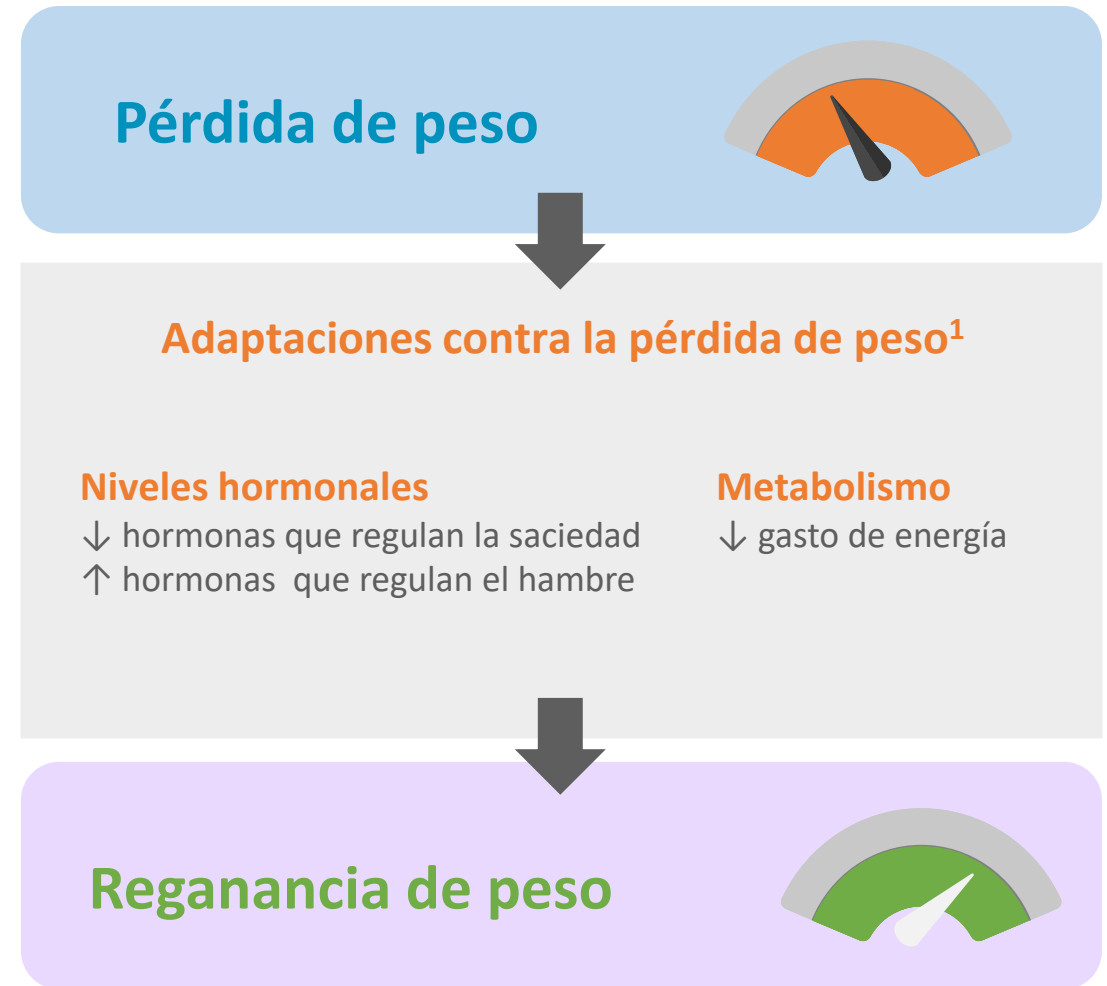 Pérdida de peso
Adaptaciones contra la pérdida de peso¹
Niveles hormonales
↓ hormonas que regulan la saciedad
↑ hormonas  que regulan el hambre
Metabolismo
↓ gasto de energía
Reganancia de peso